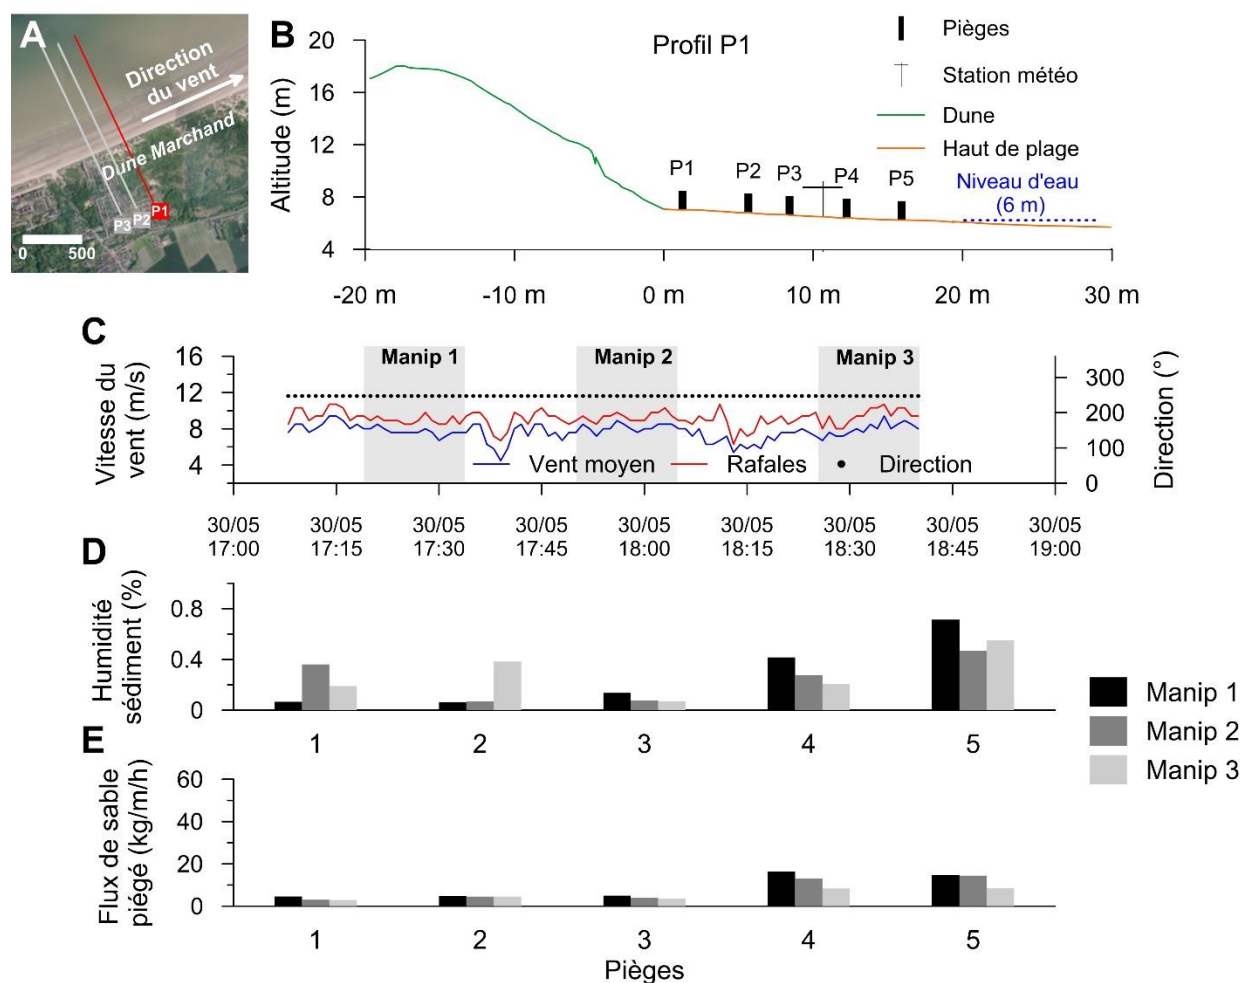 A
Direction
du vent
Dune Marchand
P3 P2 P1
0 500
B
Profil P1
Altitude (m)
20
16
12
8
4
P1 P2 P3 P4 P5
Pièges
Station météo
Dune
Haut de plage
Niveau d'eau
(6 m)
-20 m -10 m 0 m 10 m 20 m 30 m
C
Vitesse du
vent (m/s)
16
12
8
4
Manip 1 Manip 2 Manip 3
Vent moyen Rafales Direction
300
200
100
0
Direction (°)
30/05 30/05 30/05 30/05 30/05 30/05 30/05 30/05 30/05
17:00 17:15 17:30 17:45 18:00 18:15 18:30 18:45 19:00
D
Humidité
sédiment (%)
0.8
0.4
0
1 2 3 4 5
Manip 1
Manip 2
Manip 3
E
Flux de sable
piégé (kg/m/h)
60
40
20
0
1 2 3 4 5
Pièges